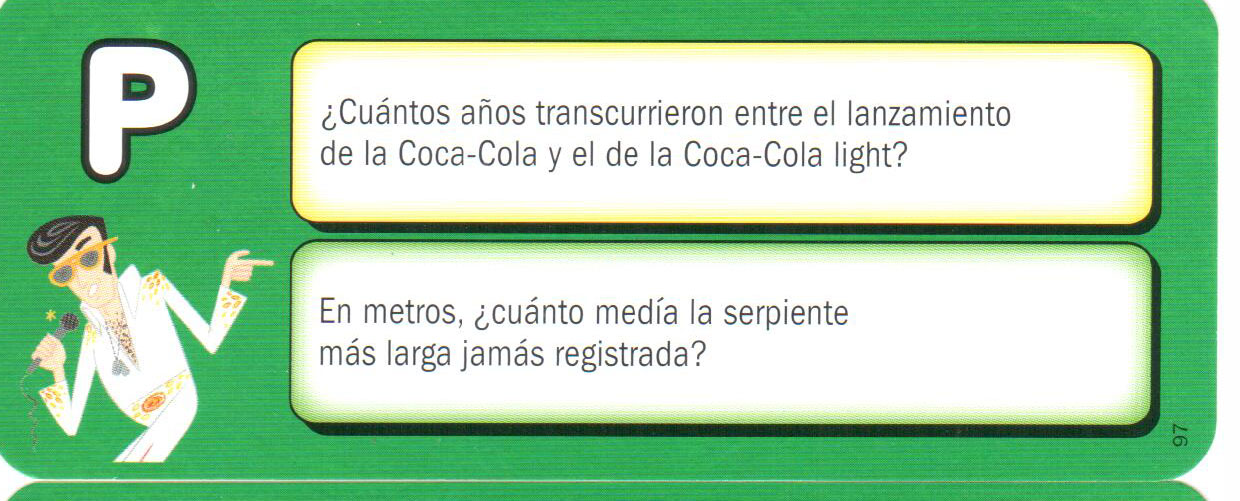 P
¿Cuántos años transcurrieron entre el lanzamiento
de la Coca-Cola y el de la Coca-Cola light?
En metros, ¿cuánto medía la serpiente
más larga jamás registrada?
97